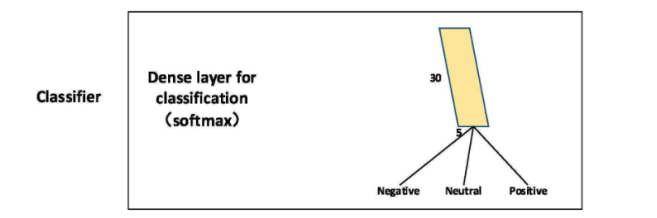 Classifier
Dense layer for
classification
（softmax）
30
5
Negative Neutral Positive